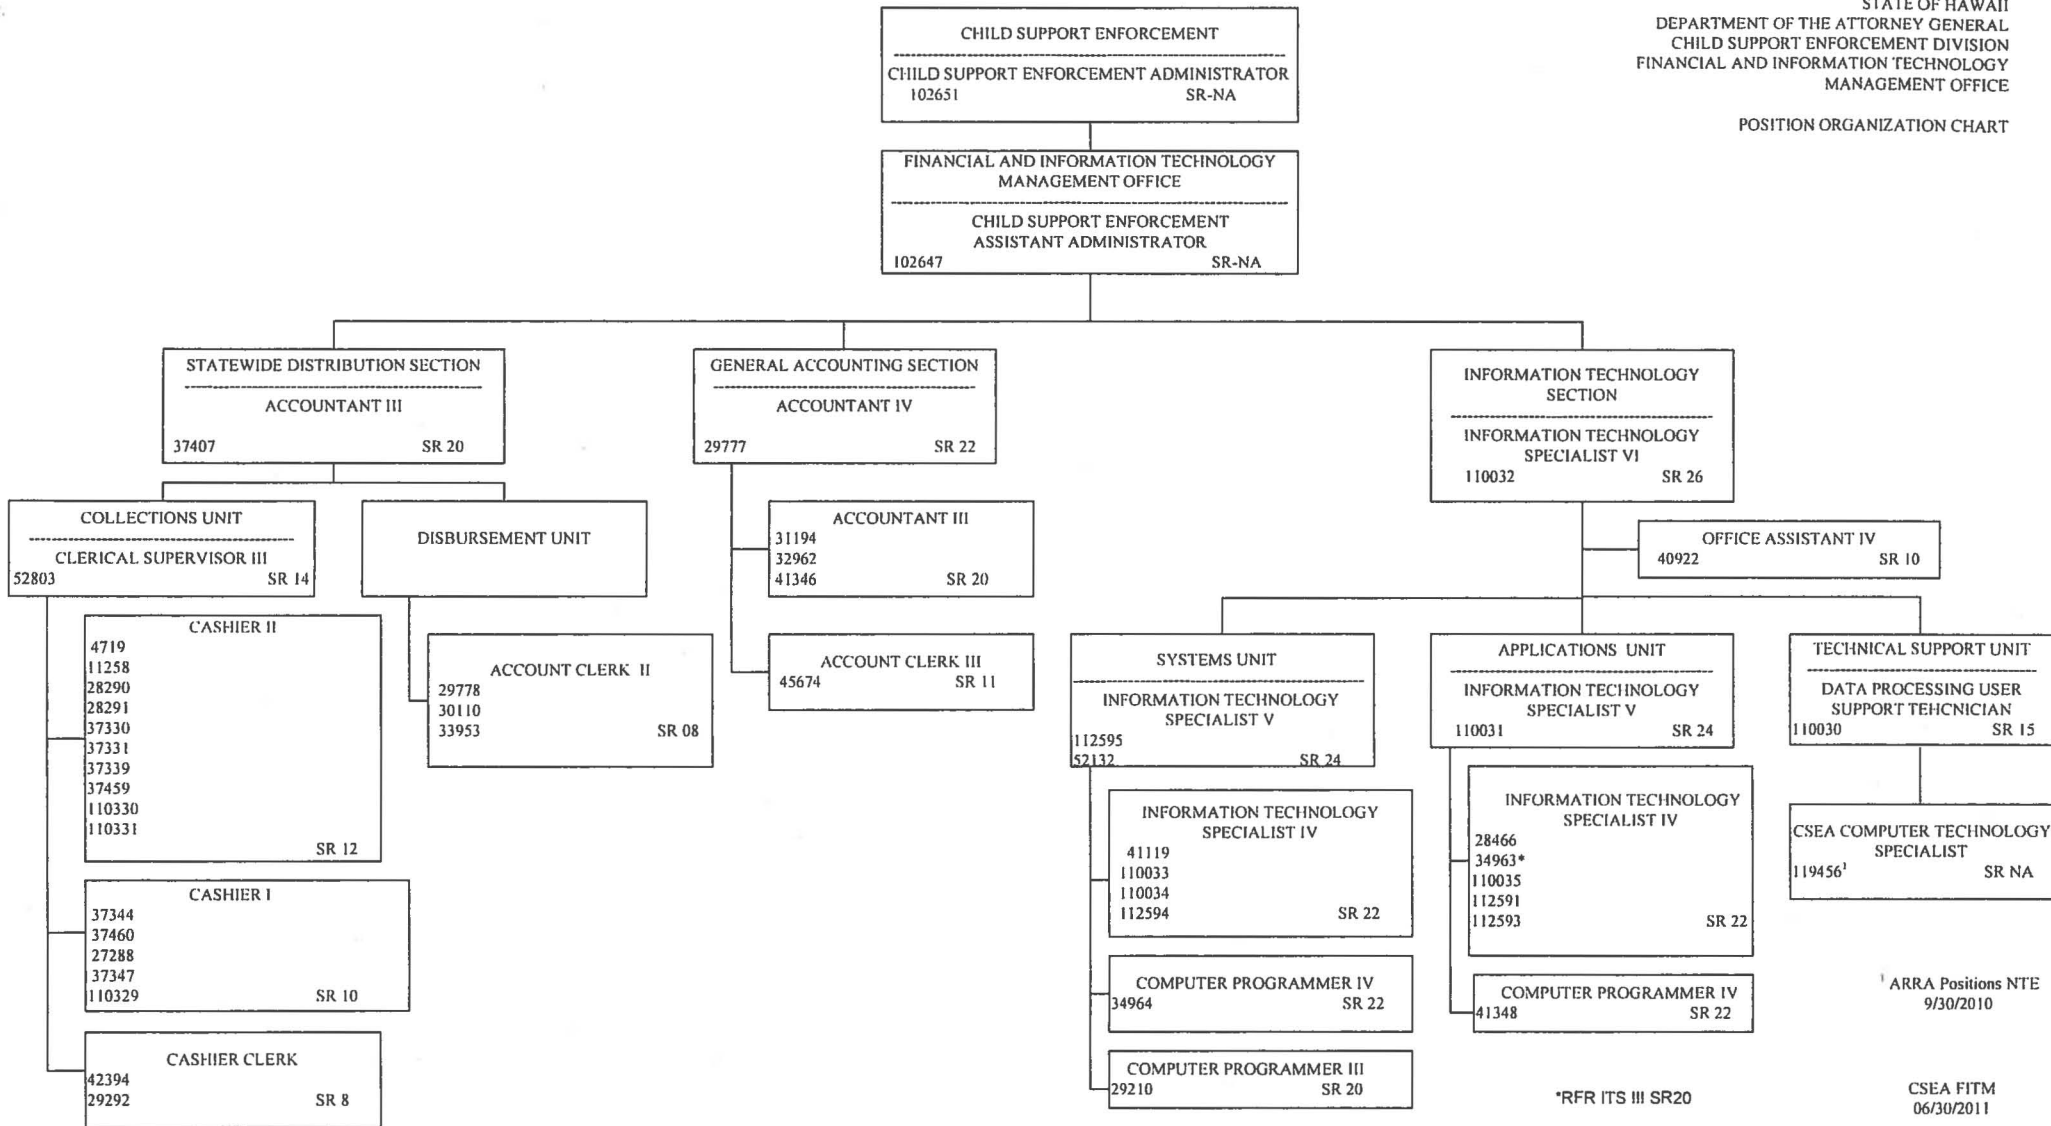 STATE OF HAWAII
DEPARTMENT OF THE ATTORNEY GENERAL
CHILD SUPPORT ENFORCEMENT DIVISION
FINANCIAL AND INFORMATION TECHNOLOGY
MANAGEMENT OFFICE
POSITION ORGANIZATION CHART
CHILD SUPPORT ENFORCEMENT
CHILD SUPPORT ENFORCEMENT ADMINISTRATOR
102651 SR-NA
FINANCIAL AND INFORMATION TECHNOLOGY
MANAGEMENT OFFICE
CHILD SUPPORT ENFORCEMENT
ASSISTANT ADMINISTRATOR
102647 SR-NA
STATEWIDE DISTRIBUTION SECTION
ACCOUNTANT III
37407 SR 20
GENERAL ACCOUNTING SECTION
ACCOUNTANT IV
29777 SR 22
INFORMATION TECHNOLOGY
SECTION
INFORMATION TECHNOLOGY
SPECIALIST VI
110032 SR 26
COLLECTIONS UNIT
CLERICAL SUPERVISOR III
52803 SR 14
DISBURSEMENT UNIT
ACCOUNTANT III
31194
32962
41346 SR 20
OFFICE ASSISTANT IV
40922 SR 10
CASHIER II
4719
11258
28290
28291
37330
37331
37339
37459
110330
110331
SR 12
ACCOUNT CLERK II
29778
30110
33953 SR 08
ACCOUNT CLERK III
45674 SR 11
SYSTEMS UNIT
INFORMATION TECHNOLOGY
SPECIALIST V
112595
52132 SR 24
APPLICATIONS UNIT
INFORMATION TECHNOLOGY
SPECIALIST V
110031 SR 24
TECHNICAL SUPPORT UNIT
DATA PROCESSING USER
SUPPORT TEHCNICIAN
110030 SR 15
INFORMATION TECHNOLOGY
SPECIALIST IV
41119
110033
110034
112594 SR 22
INFORMATION TECHNOLOGY
SPECIALIST IV
28466
34963*
110035
112591
112593 SR 22
CSEA COMPUTER TECHNOLOGY
SPECIALIST
119456¹ SR NA
CASHIER I
37344
37460
27288
37347
110329 SR 10
COMPUTER PROGRAMMER IV
34964 SR 22
COMPUTER PROGRAMMER IV
41348 SR 22
¹ ARRA Positions NTE
9/30/2010
CASHIER CLERK
42394
29292 SR 8
COMPUTER PROGRAMMER III
29210 SR 20
*RFR ITS III SR20
CSEA FITM
06/30/2011